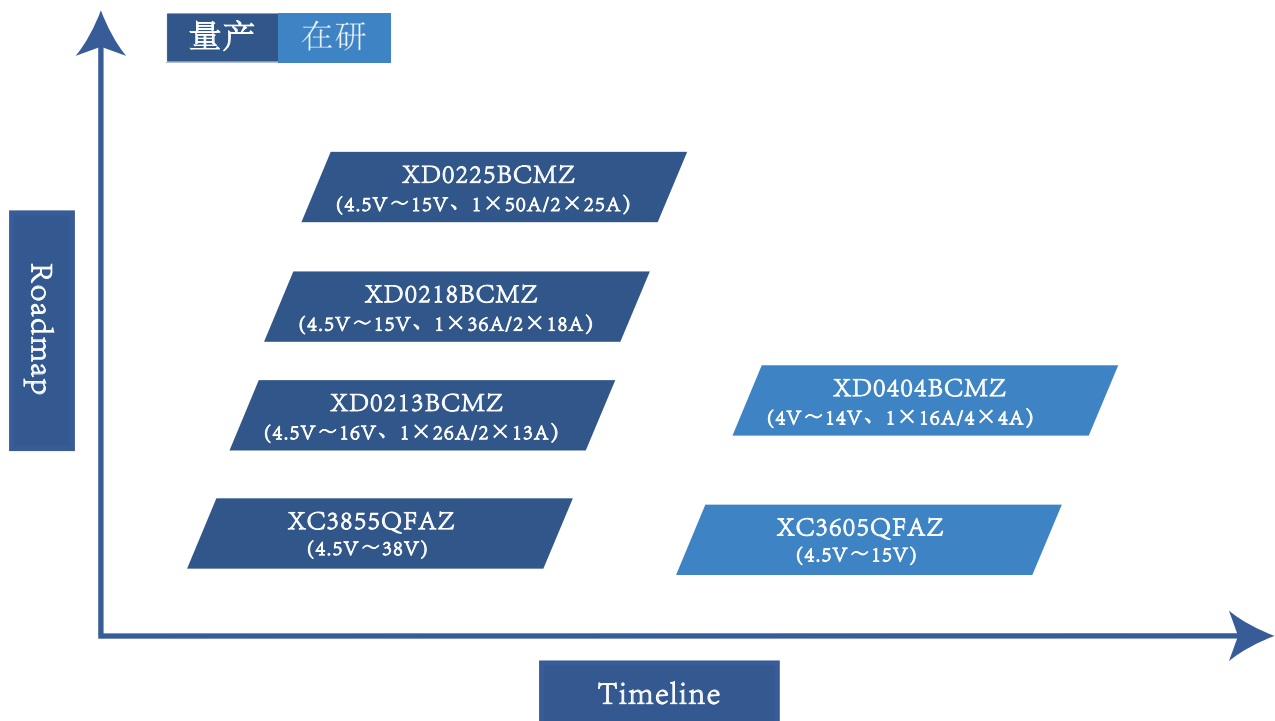 量产 在研
XD0225BCMZ
(4.5V～15V、1×50A/2×25A）
XD0218BCMZ
(4.5V～15V、1×36A/2×18A）
XD0213BCMZ
(4.5V～16V、1×26A/2×13A）
XC3855QFAZ
(4.5V～38V)
XD0404BCMZ
(4V～14V、1×16A/4×4A）
XC3605QFAZ
(4.5V～15V)
Roadmap
Timeline